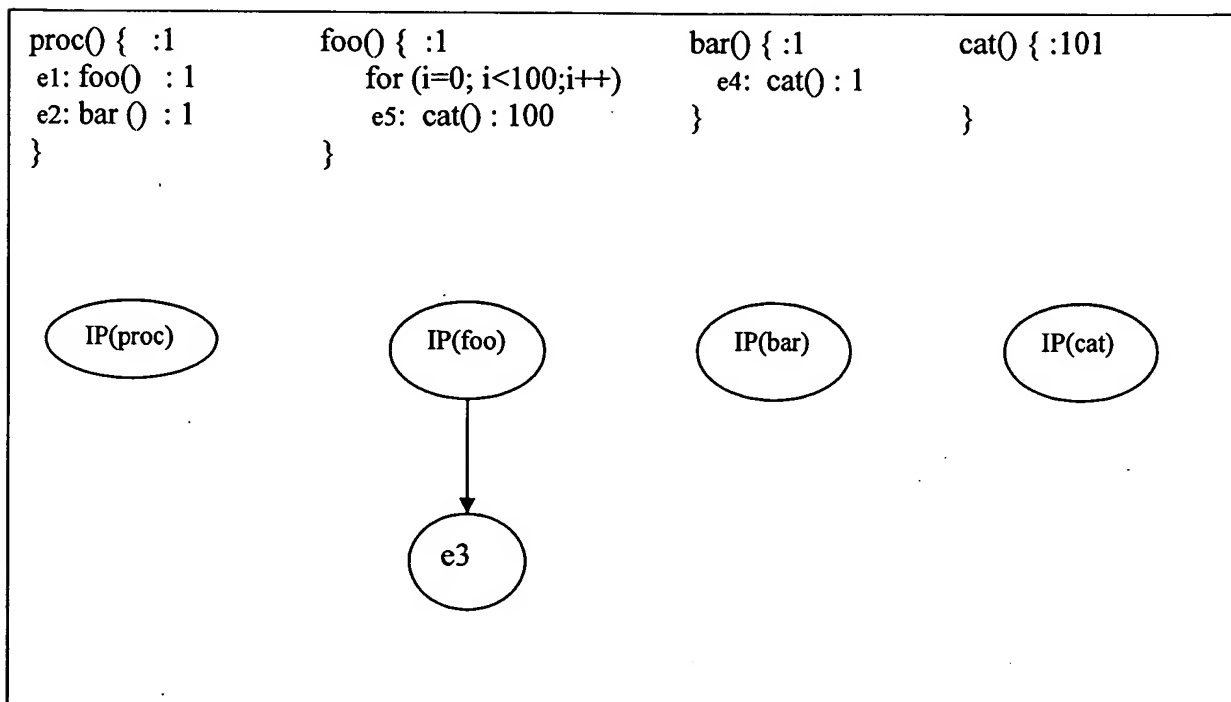 proc() {   :1
e1: foo()   : 1
e2: bar ()  : 1
}
foo() {  :1
for (i=0; i<100;i++)
e5:  cat() : 100
}
bar() { :1
e4:  cat() : 1
}
cat() { :101
}
IP(proc)
IP(foo)
IP(bar)
IP(cat)
e3